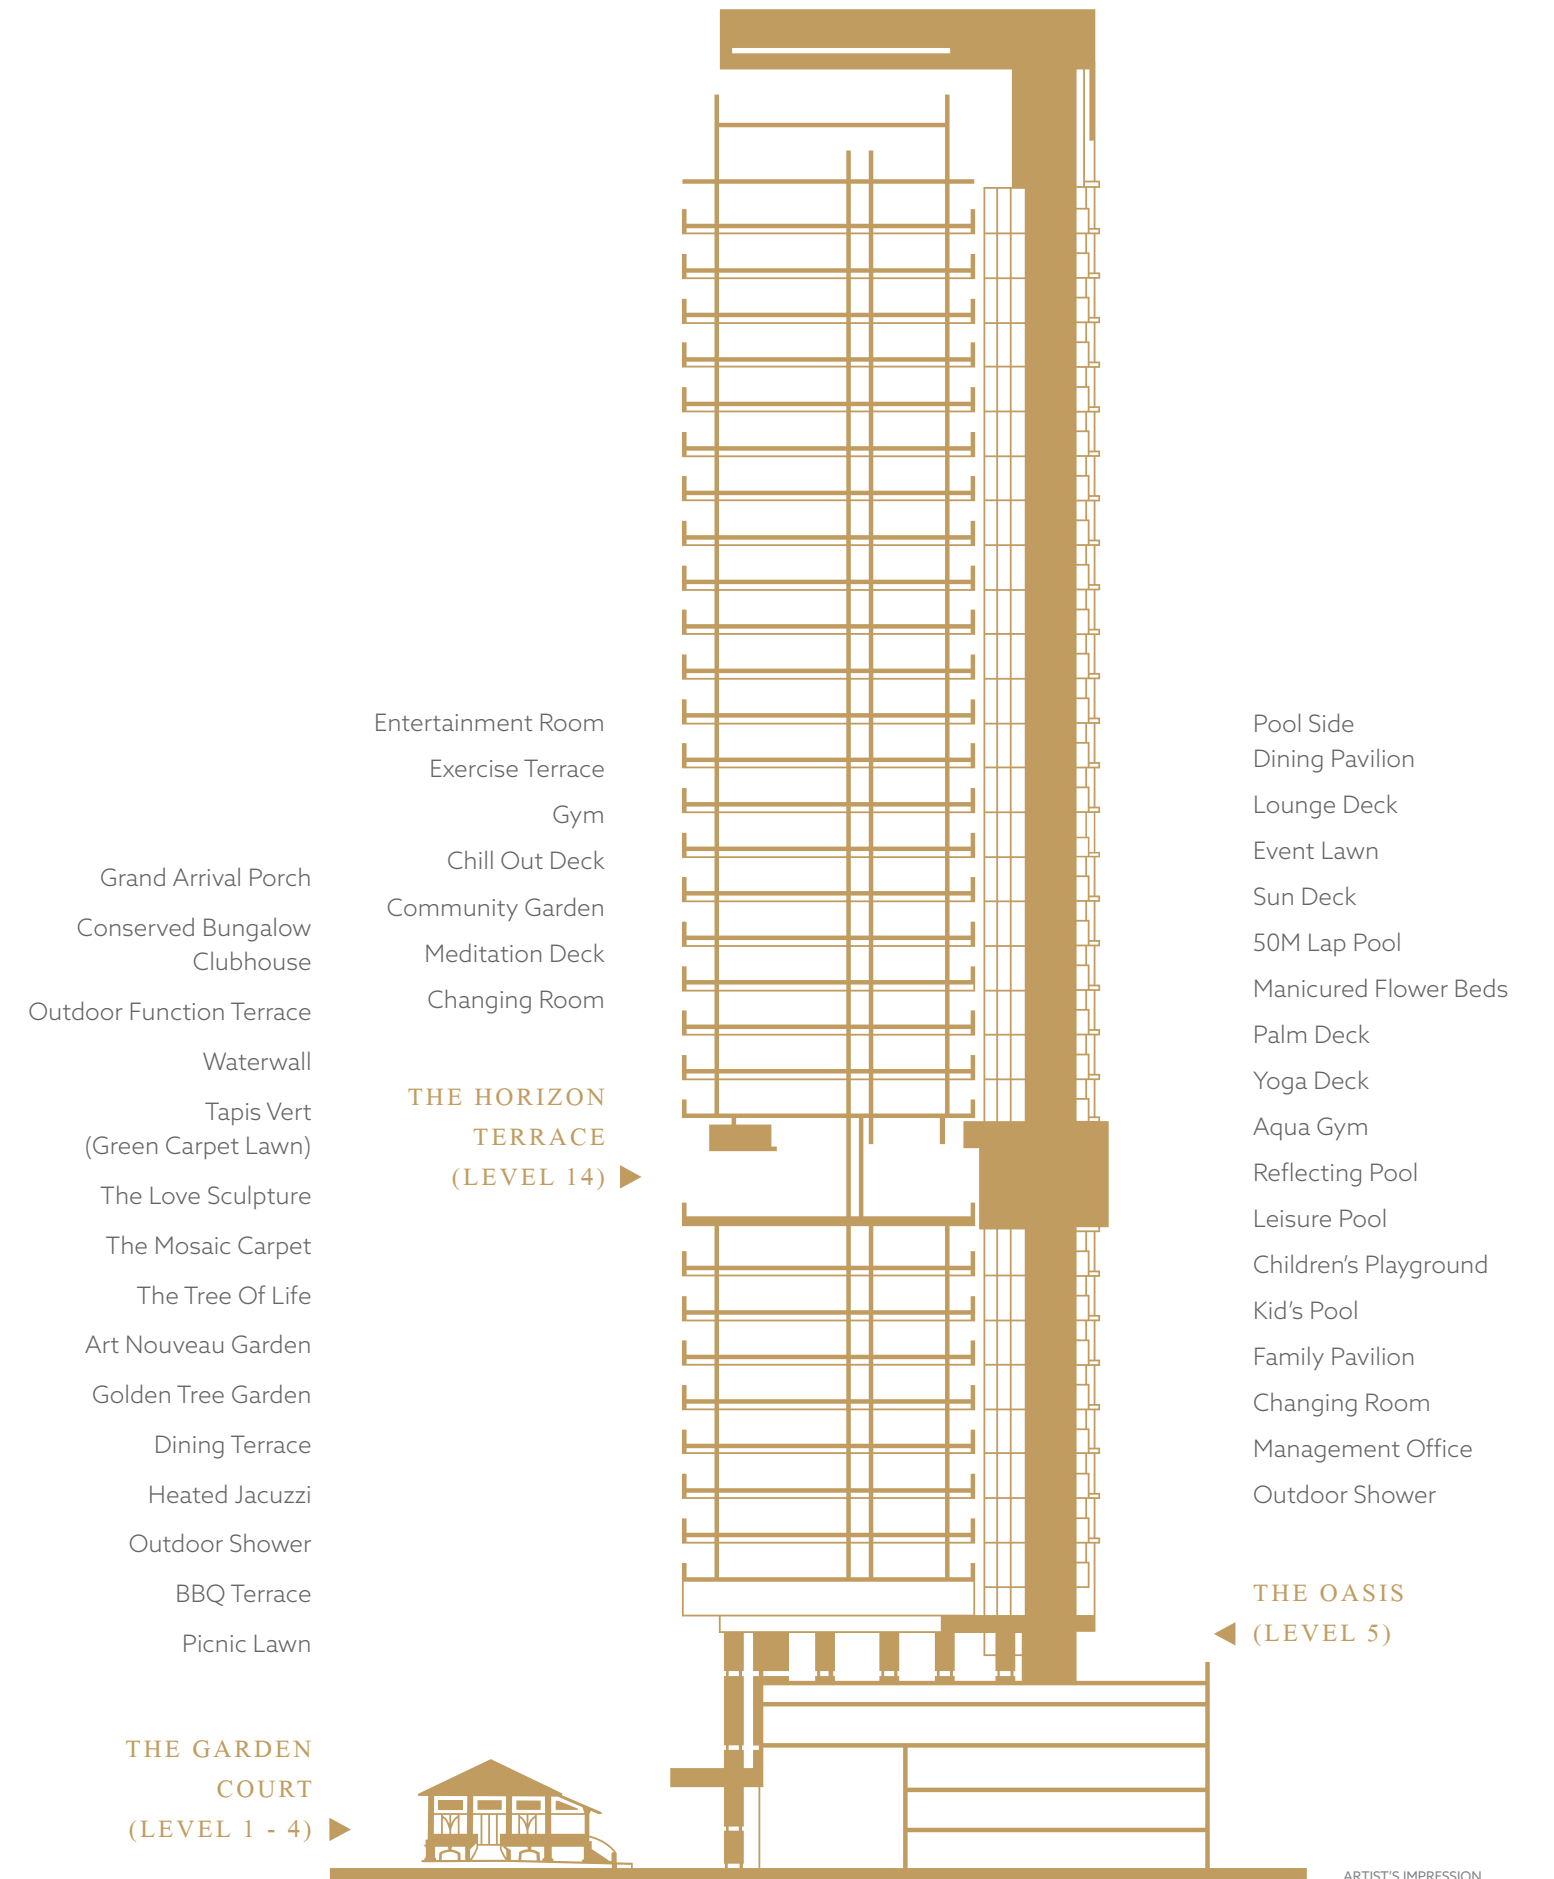 Entertainment Room
Exercise Terrace
Gym
Chill Out Deck
Community Garden
Meditation Deck
Changing Room
THE HORIZON
TERRACE
(LEVEL 14)
Grand Arrival Porch
Conserved Bungalow
Clubhouse
Outdoor Function Terrace
Waterwall
Tapis Vert
(Green Carpet Lawn)
The Love Sculpture
The Mosaic Carpet
The Tree Of Life
Art Nouveau Garden
Golden Tree Garden
Dining Terrace
Heated Jacuzzi
Outdoor Shower
BBQ Terrace
Picnic Lawn
THE GARDEN
COURT
(LEVEL 1 - 4)
Pool Side
Dining Pavilion
Lounge Deck
Event Lawn
Sun Deck
50M Lap Pool
Manicured Flower Beds
Palm Deck
Yoga Deck
Aqua Gym
Reflecting Pool
Leisure Pool
Children's Playground
Kid's Pool
Family Pavilion
Changing Room
Management Office
Outdoor Shower
THE OASIS
(LEVEL 5)
ARTIST'S IMPRESSION